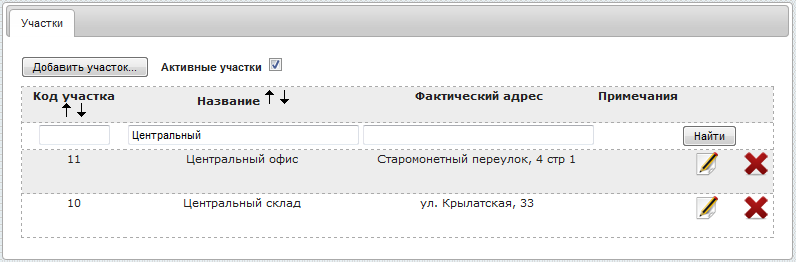 Участки
Добавить участок... Активные участки
Код участка Название Фактический адрес Примечания
Центральный Найти
11 Центральный офис Старомонетный переулок, 4 стр 1
10 Центральный склад ул. Крылатская, 33